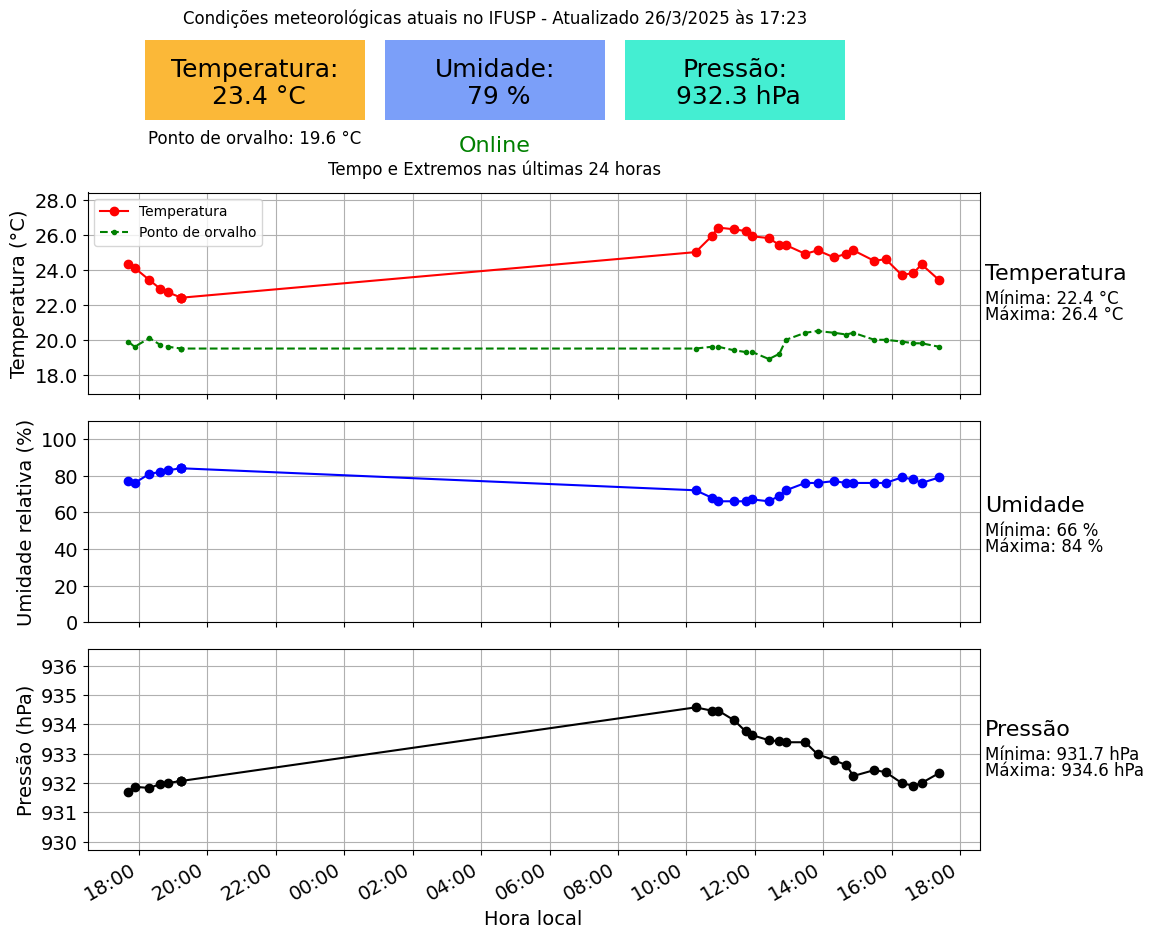 Condições meteorológicas atuais no IFUSP - Atualizado 26/3/2025 às 17:23
Temperatura:
23.4 °C
Umidade:
79 %
Pressão:
932.3 hPa
Ponto de orvalho: 19.6 °C
Online
Tempo e Extremos nas últimas 24 horas
Temperatura (°C)
28.0
26.0
24.0
22.0
20.0
18.0
Temperatura
Ponto de orvalho
Temperatura
Mínima: 22.4 °C
Máxima: 26.4 °C
Umidade relativa (%)
100
80
60
40
20
0
Umidade
Mínima: 66 %
Máxima: 84 %
Pressão (hPa)
936
935
934
933
932
931
930
Pressão
Mínima: 931.7 hPa
Máxima: 934.6 hPa
18:00 20:00 22:00 00:00 02:00 04:00 06:00 08:00 10:00 12:00 14:00 16:00 18:00
Hora local